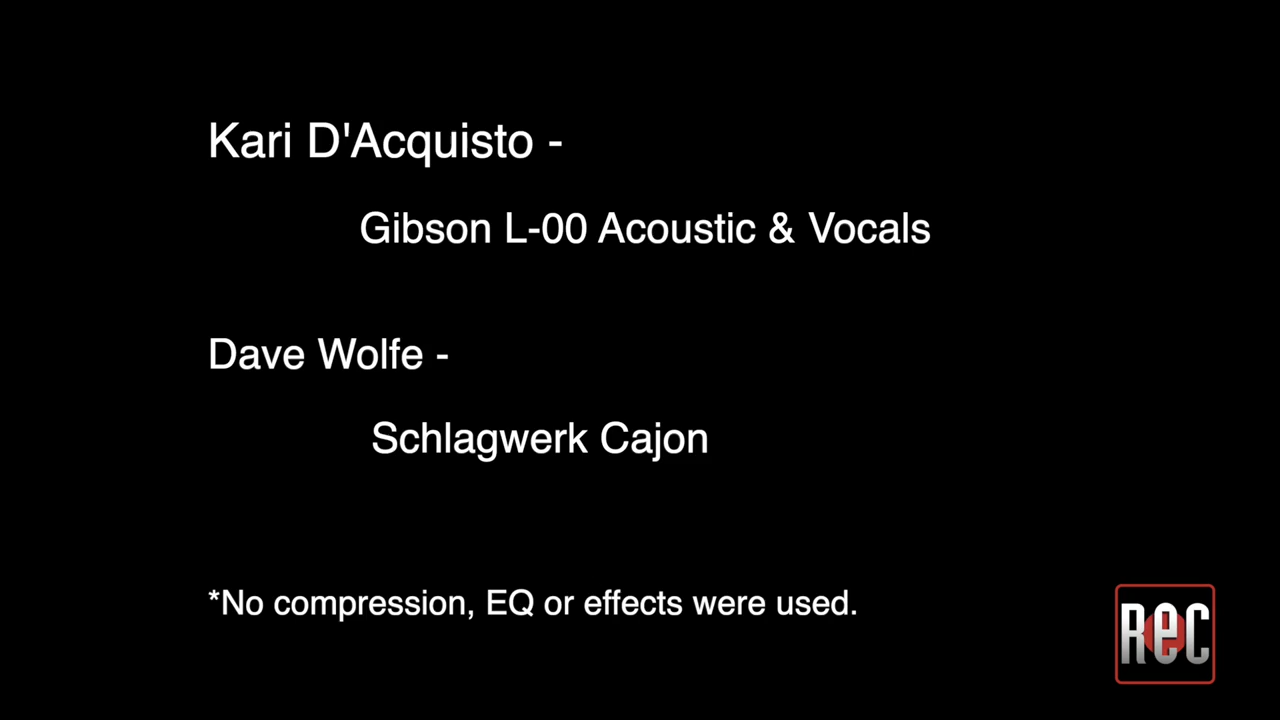 Kari D'Acquisto -
Gibson L-00 Acoustic & Vocals
Dave Wolfe -
Schlagwerk Cajon
*No compression, EQ or effects were used.
ReC